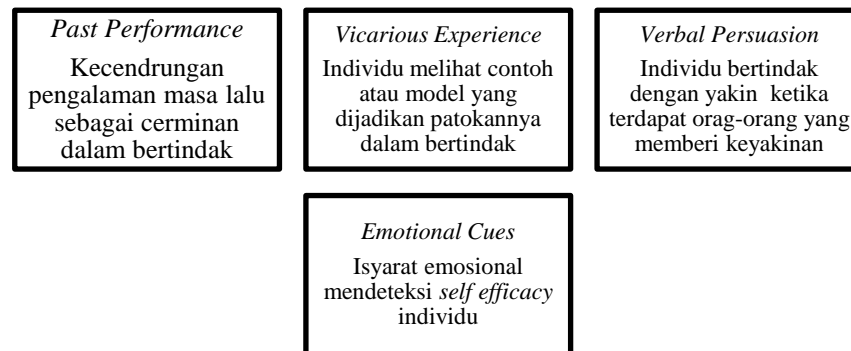 Past Performance
Kecendrungan
pengalaman masa lalu
sebagai cerminan
dalam bertindak
Vicarious Experience
Individu melihat contoh
atau model yang
dijadikan patokannya
dalam bertindak
Verbal Persuasion
Individu bertindak
dengan yakin ketika
terdapat orag-orang yang
memberi keyakinan
Emotional Cues
Isyarat emosional
mendeteksi self efficacy
individu